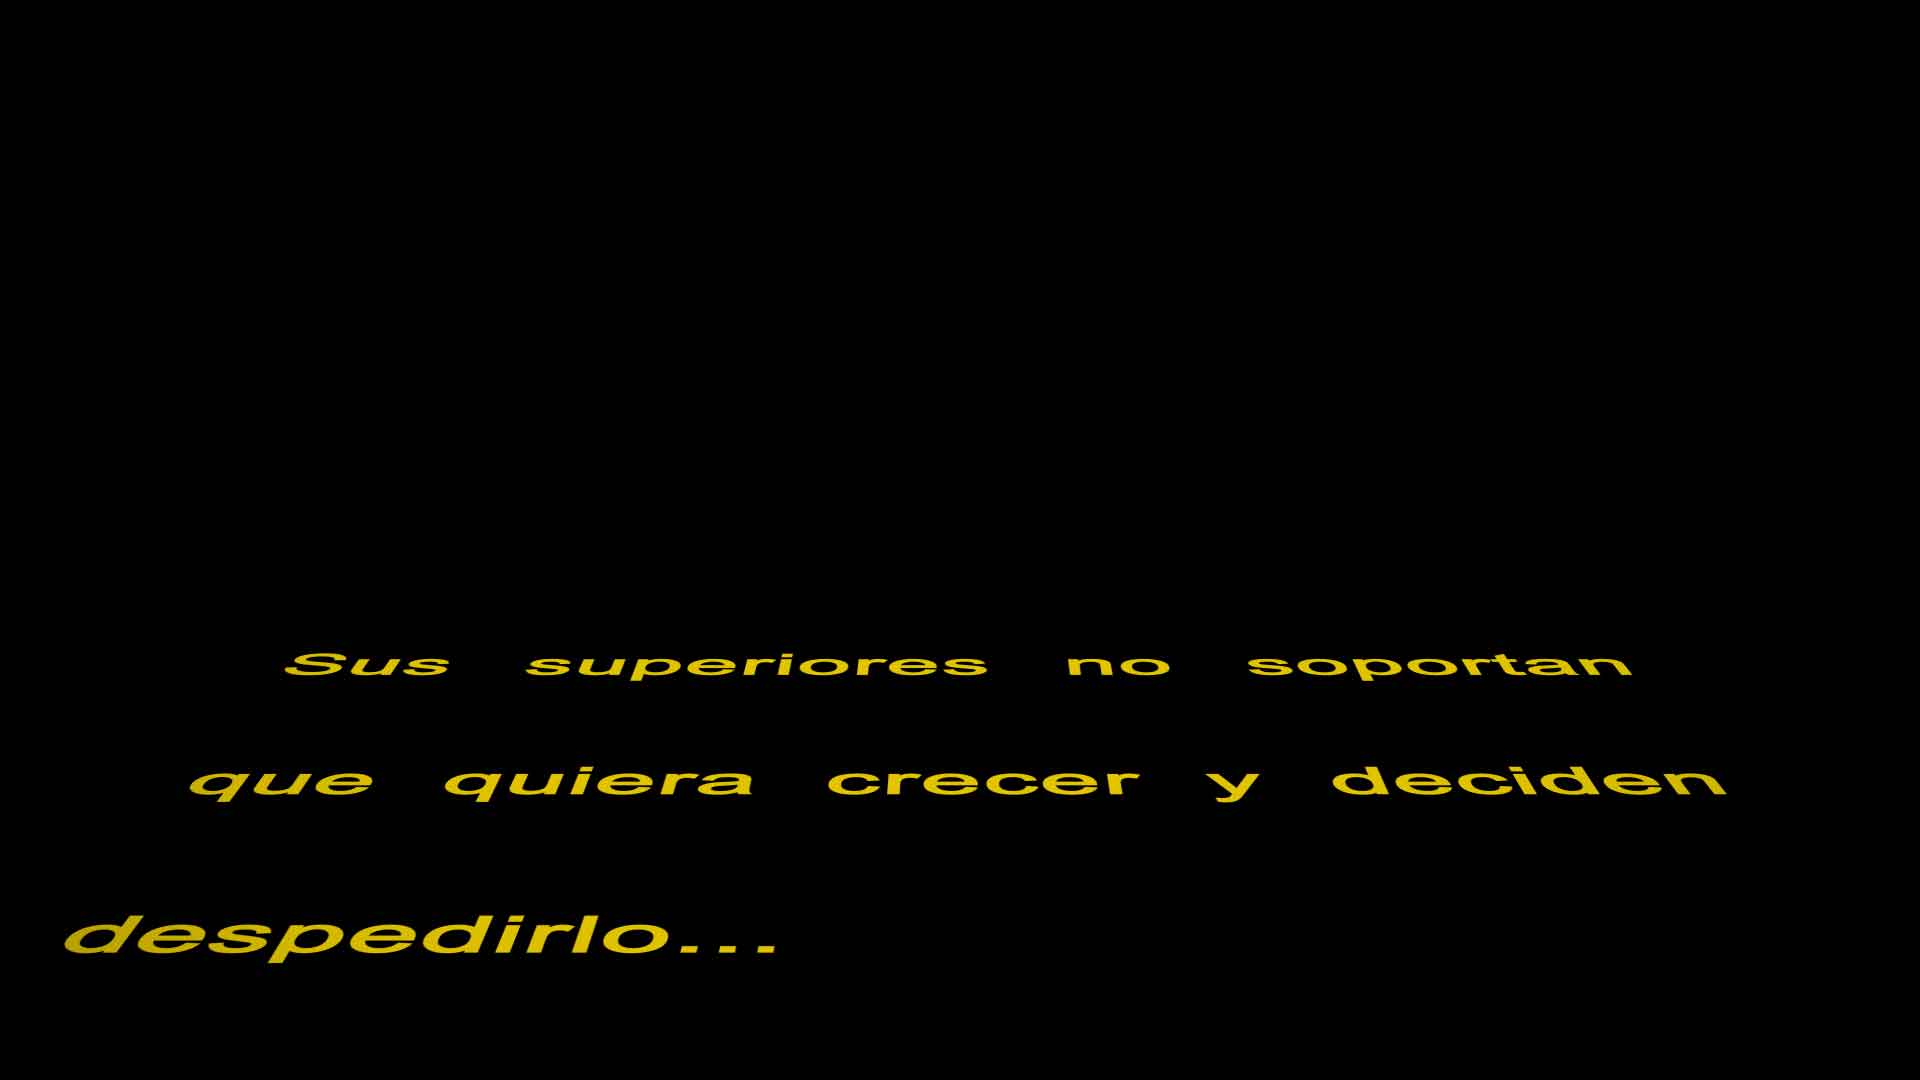 Sus superiores no soportan
que quiera crecer y deciden
despedirlo...